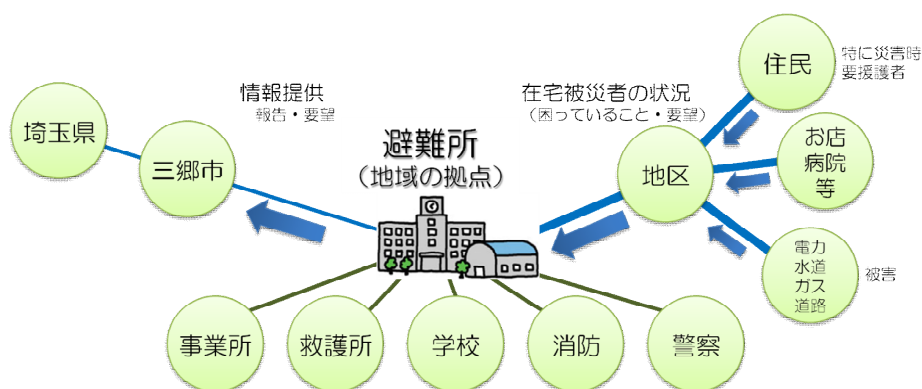 埼玉県
三郷市
情報提供
報告・要望
避難所
（地域の拠点）
在宅被災者の状況
（困っていること・要望）
地区
住民
特に災害時
要援護者
お店
病院
等
電力
水道
ガス
道路
被害
事業所
救護所
学校
消防
警察